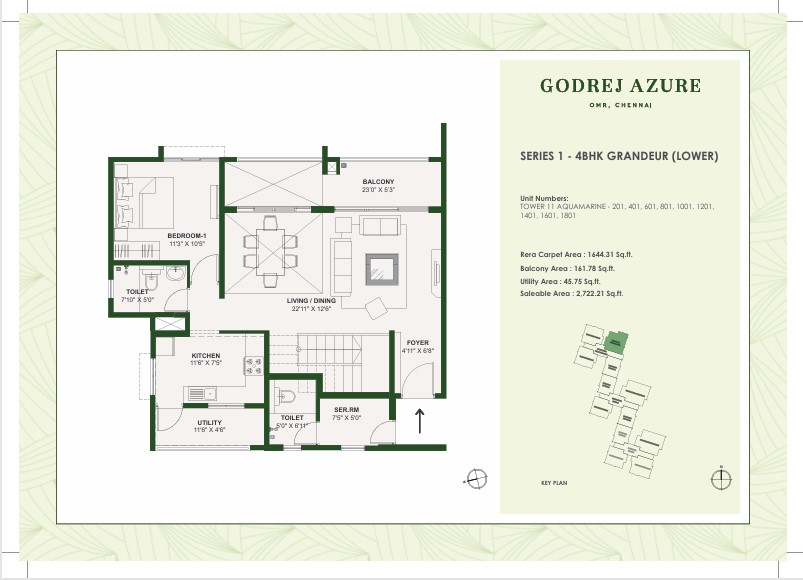 GODREJ AZURE
OMR, CHENNAI
SERIES 1 - 4BHK GRANDEUR (LOWER)
Unit Numbers:
TOWER 11 AQUAMARINE - 201, 401, 601, 801, 1001, 1201,
1401, 1601, 1801
Rera Carpet Area : 1644.31 Sq.ft.
Balcony Area : 161.78 Sq.ft.
Utility Area : 45.75 Sq.ft.
Saleable Area : 2,722.21 Sq.ft.
BALCONY
23'0" X 5'3"
BEDROOM-1
11'3" X 10'5"
TOILET
7'10" X 5'0"
LIVING / DINING
22'11" X 12'6"
FOYER
4'11" X 6'8"
KITCHEN
11'6" X 7'5"
UTILITY
11'6" X 4'6"
TOILET
5'0" X 6'11"
SER.RM
7'5" X 5'0"
KEY PLAN
N